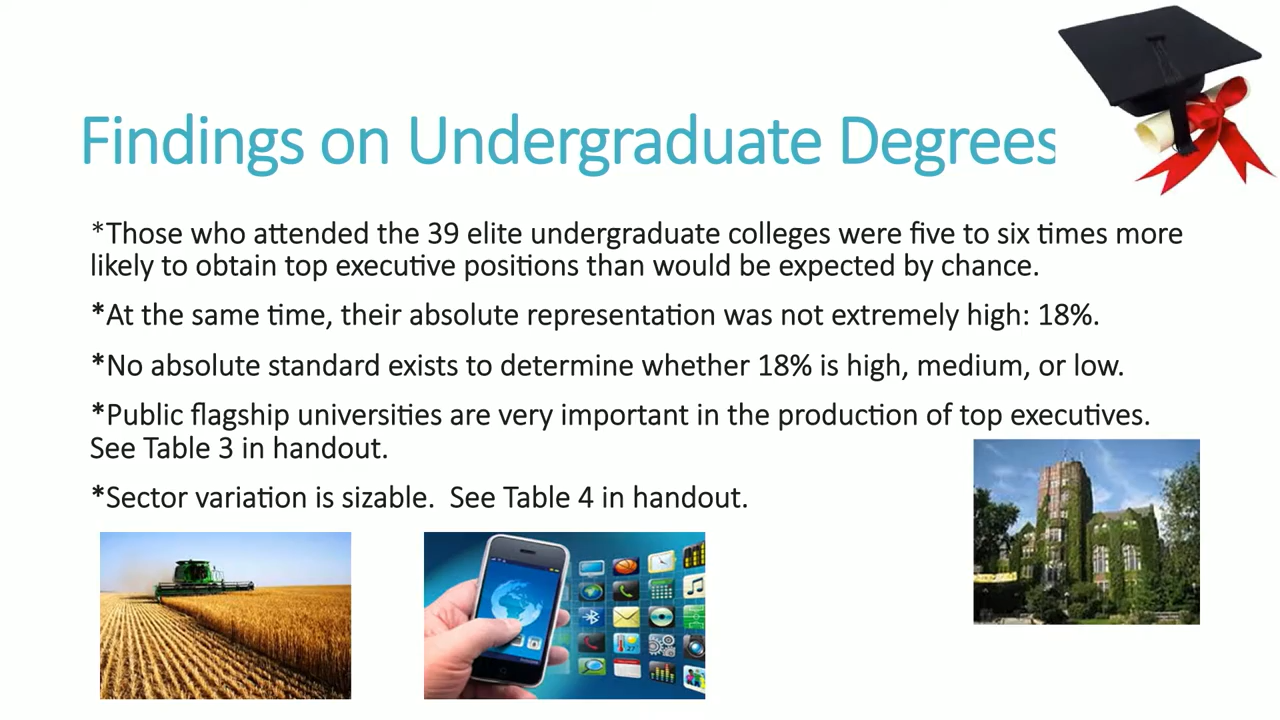 Findings on Undergraduate Degrees
*Those who attended the 39 elite undergraduate colleges were five to six times more
likely to obtain top executive positions than would be expected by chance.
*At the same time, their absolute representation was not extremely high: 18%.
*No absolute standard exists to determine whether 18% is high, medium, or low.
*Public flagship universities are very important in the production of top executives.
See Table 3 in handout.
*Sector variation is sizable.  See Table 4 in handout.